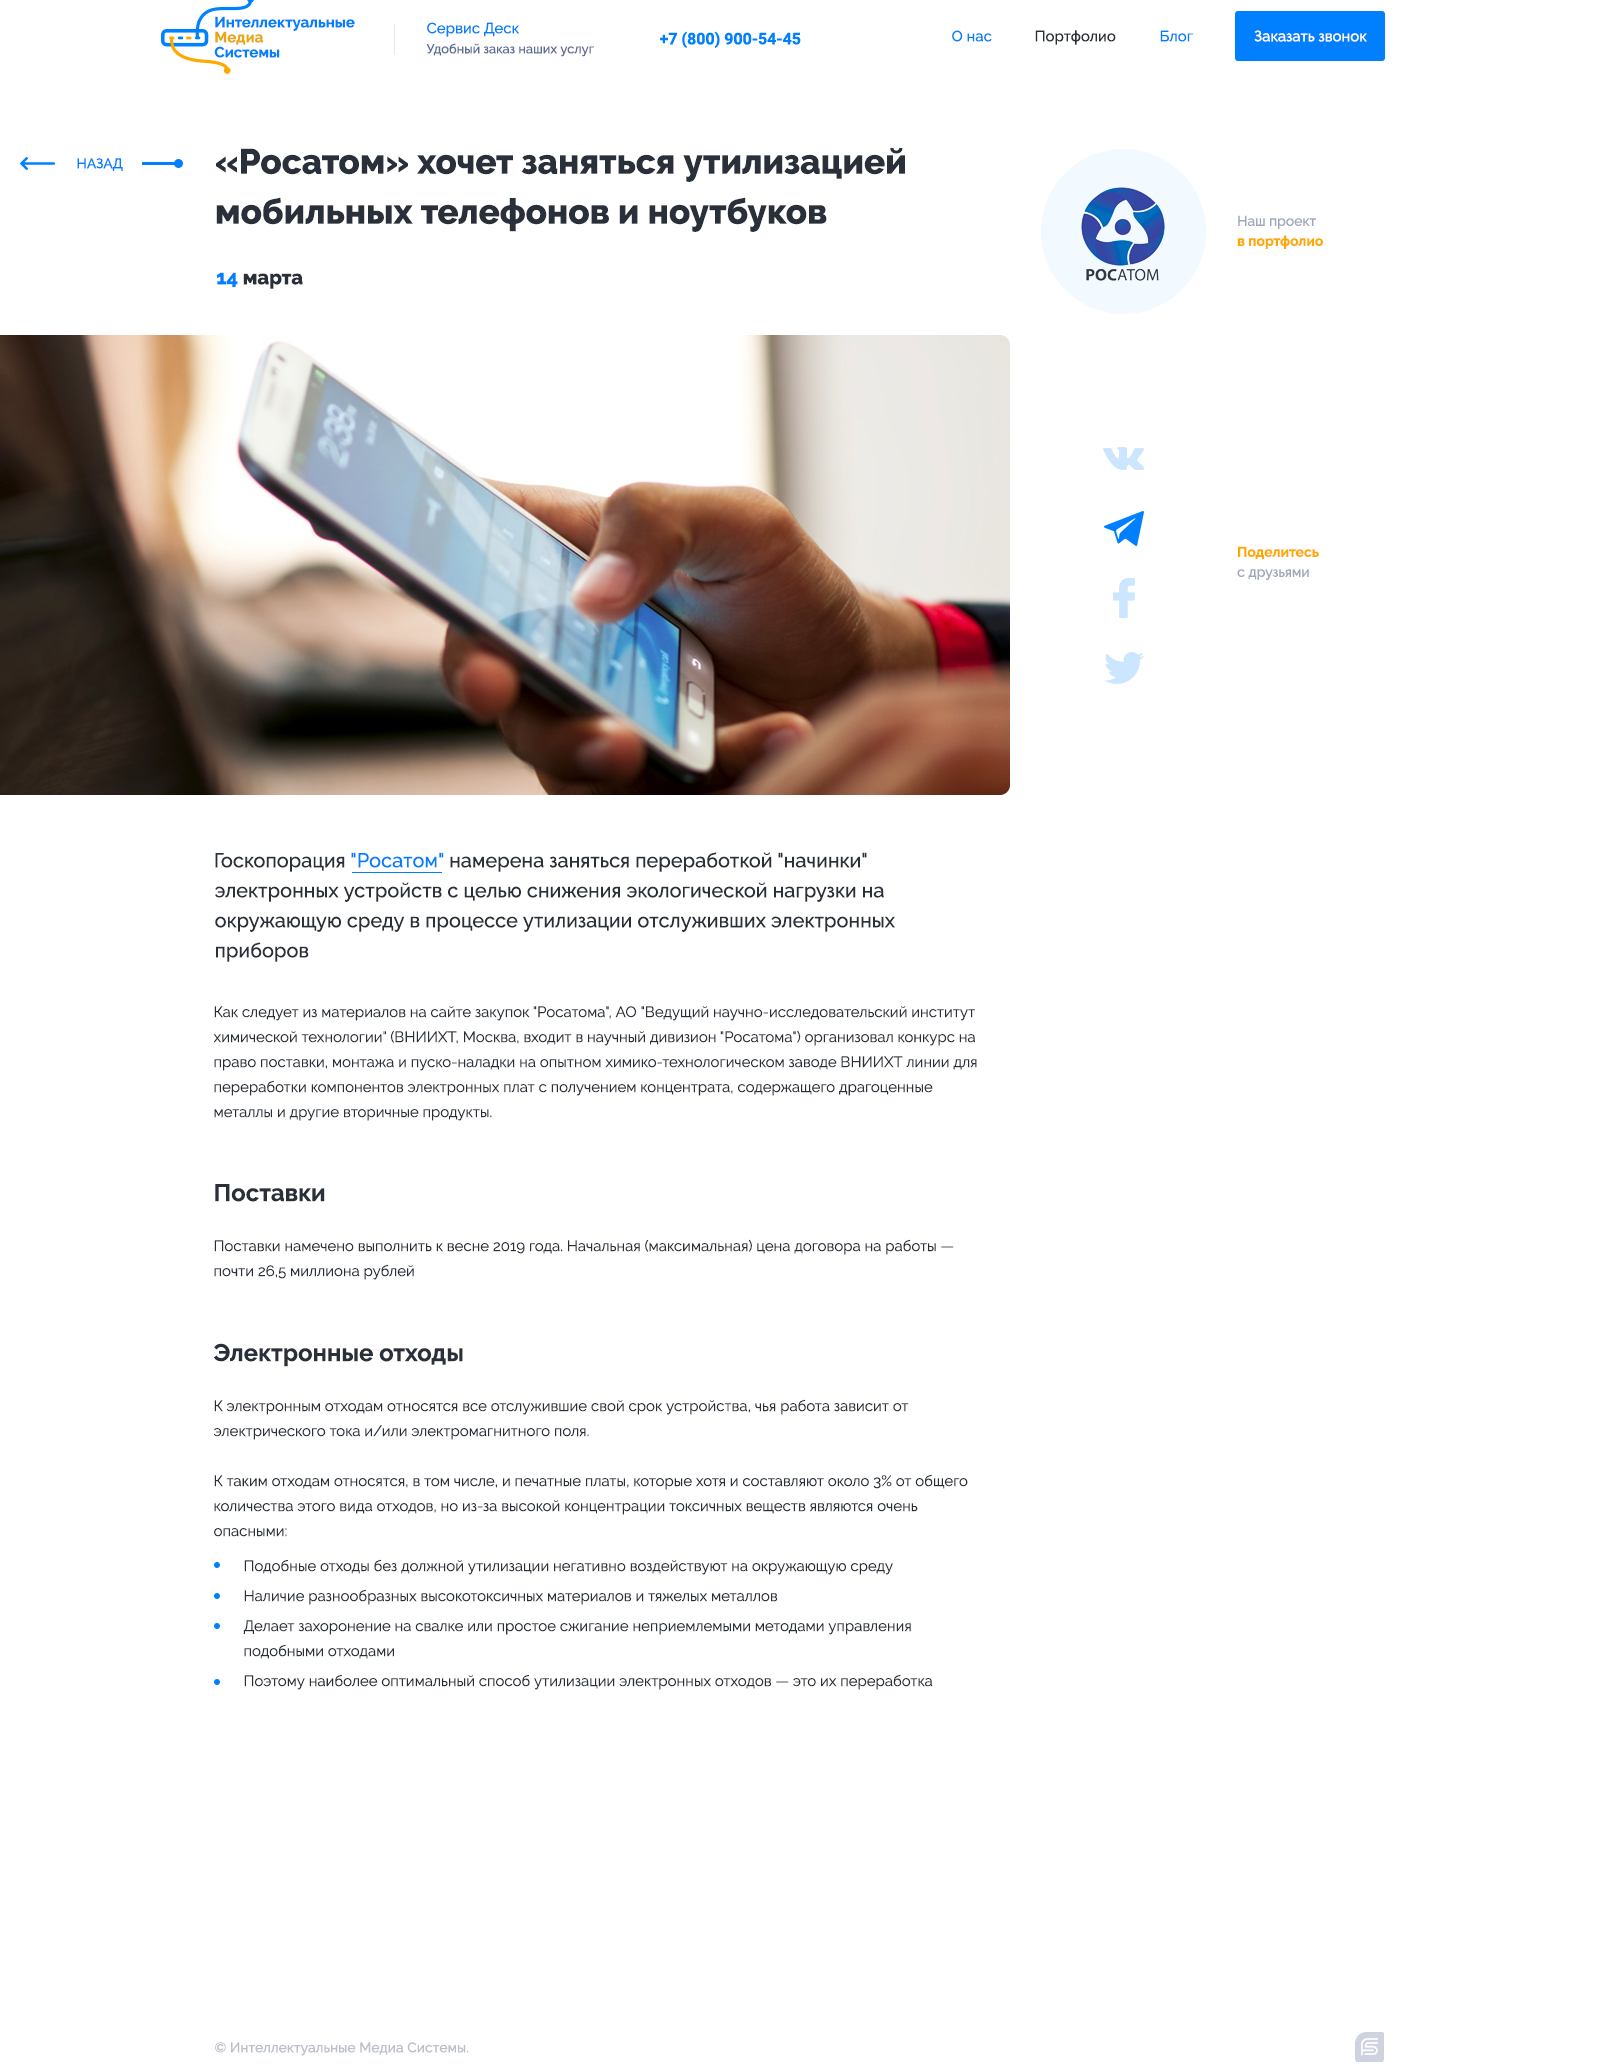 Интеллектуальные
Медиа
Системы
Сервис Деск
Удобный заказ наших услуг
+7 (800) 900-54-45
О нас
Портфолио
Блог
Заказать звонок
НАЗАД
«Росатом» хочет заняться утилизацией
мобильных телефонов и ноутбуков
14 марта
РОСАТОМ
Наш проект
в портфолио
Поделитесь
с друзьями
Госкопорация "Росатом" намерена заняться переработкой "начинки"
электронных устройств с целью снижения экологической нагрузки на
окружающую среду в процессе утилизации отслуживших электронных
приборов
Как следует из материалов на сайте закупок "Росатома", АО "Ведущий научно-исследовательский институт
химической технологии" (ВНИИХТ, Москва, входит в научный дивизион "Росатома") организовал конкурс на
право поставки, монтажа и пуско-наладки на опытном химико-технологическом заводе ВНИИХТ линии для
переработки компонентов электронных плат с получением концентрата, содержащего драгоценные
металлы и другие вторичные продукты.
Поставки
Поставки намечено выполнить к весне 2019 года. Начальная (максимальная) цена договора на работы —
почти 26,5 миллиона рублей
Электронные отходы
К электронным отходам относятся все отслужившие свой срок устройства, чья работа зависит от
электрического тока и/или электромагнитного поля.
К таким отходам относятся, в том числе, и печатные платы, которые хотя и составляют около 3% от общего
количества этого вида отходов, но из-за высокой концентрации токсичных веществ являются очень
опасными:
Подобные отходы без должной утилизации негативно воздействуют на окружающую среду
Наличие разнообразных высокотоксичных материалов и тяжелых металлов
Делает захоронение на свалке или простое сжигание неприемлемыми методами управления
подобными отходами
Поэтому наиболее оптимальный способ утилизации электронных отходов — это их переработка
© Интеллектуальные Медиа Системы.